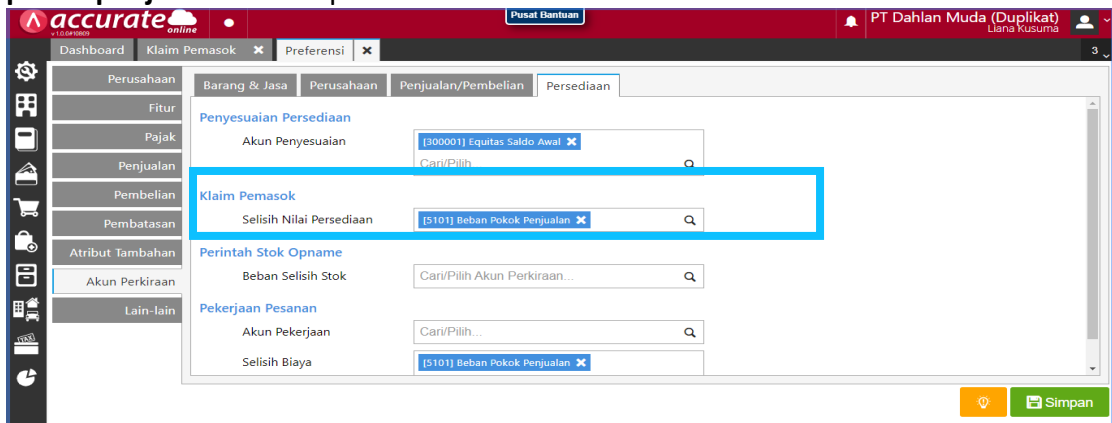 accurate
online
v 1.0.0#10809
Pusat Bantuan
PT Dahlan Muda (Duplikat)
Liana Kusuma
Dashboard
Klaim Pemasok
Preferensi
3
Perusahaan
Fitur
Pajak
Penjualan
Pembelian
Pembatasan
Atribut Tambahan
Akun Perkiraan
Lain-lain
Barang & Jasa
Perusahaan
Penjualan/Pembelian
Persediaan
Penyesuaian Persediaan
Akun Penyesuaian
[300001] Equitas Saldo Awal
Cari/Pilih
Klaim Pemasok
Selisih Nilai Persediaan
[5101] Beban Pokok Penjualan
Perintah Stok Opname
Beban Selisih Stok
Cari/Pilih Akun Perkiraan...
Pekerjaan Pesanan
Akun Pekerjaan
Cari/Pilih...
Selisih Biaya
[5101] Beban Pokok Penjualan
TAX
Simpan